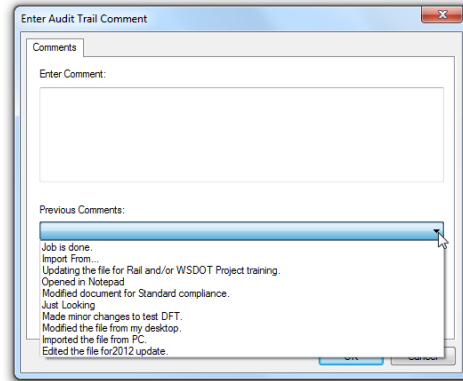 Enter Audit Trail Comment
Comments
Enter Comment:
Previous Comments:
Job is done.
Import From...
Updating the file for Rail and/or WSDOT Project training.
Opened in Notepad
Modified document for Standard compliance.
Just Looking
Made minor changes to test DFT.
Modified the file from my desktop.
Imported the file from PC.
Edited the file for2012 update.